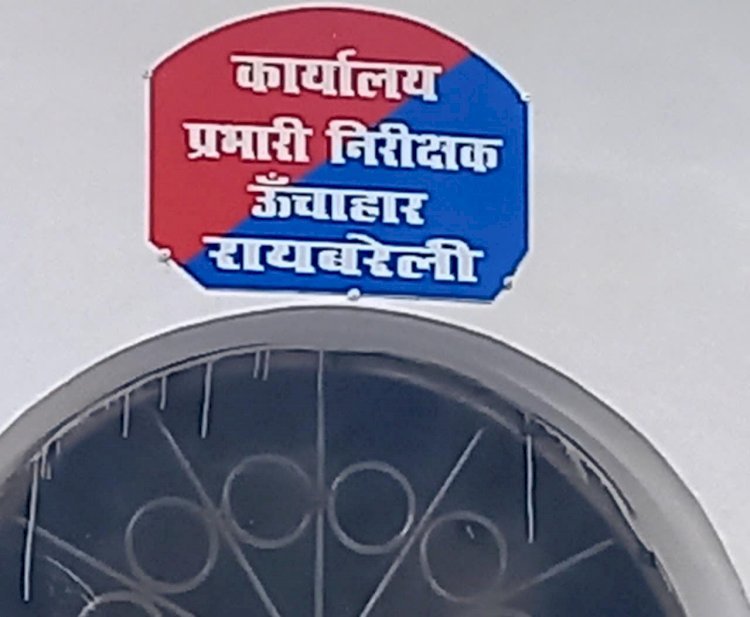 कार्यालय
प्रभारी निरीक्षक
ऊँचाहार
रायबरेली